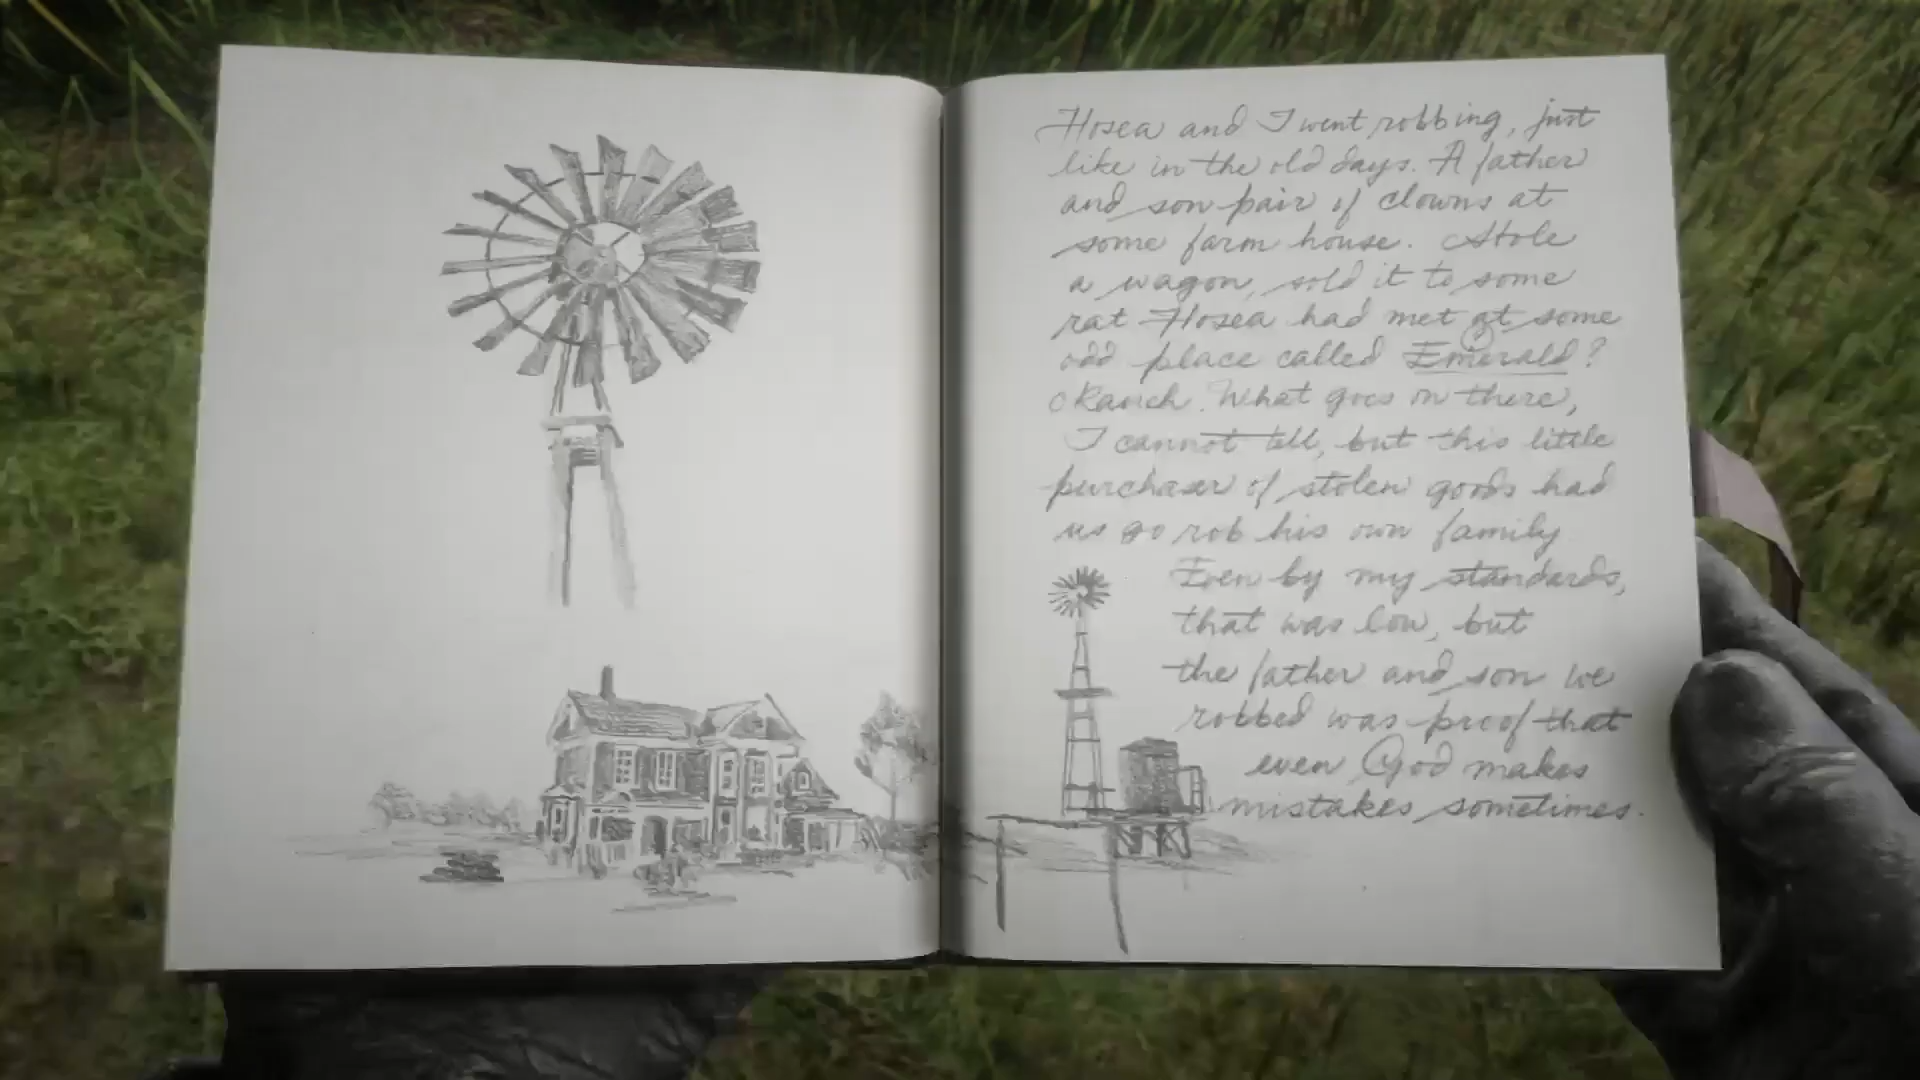 Hosea and I went robbing, just
like in the old days. A father
and son pair of clowns at
some farm house. Stole
a wagon, sold it to some
rat Hosea had met at some
odd place called Emerald?
Ranch. What goes on there,
I cannot tell, but this little
purchaser of stolen goods had
us go rob his own family
Even by my standards,
that was low, but
the father and son we
robbed was proof that
even God makes
mistakes sometimes.